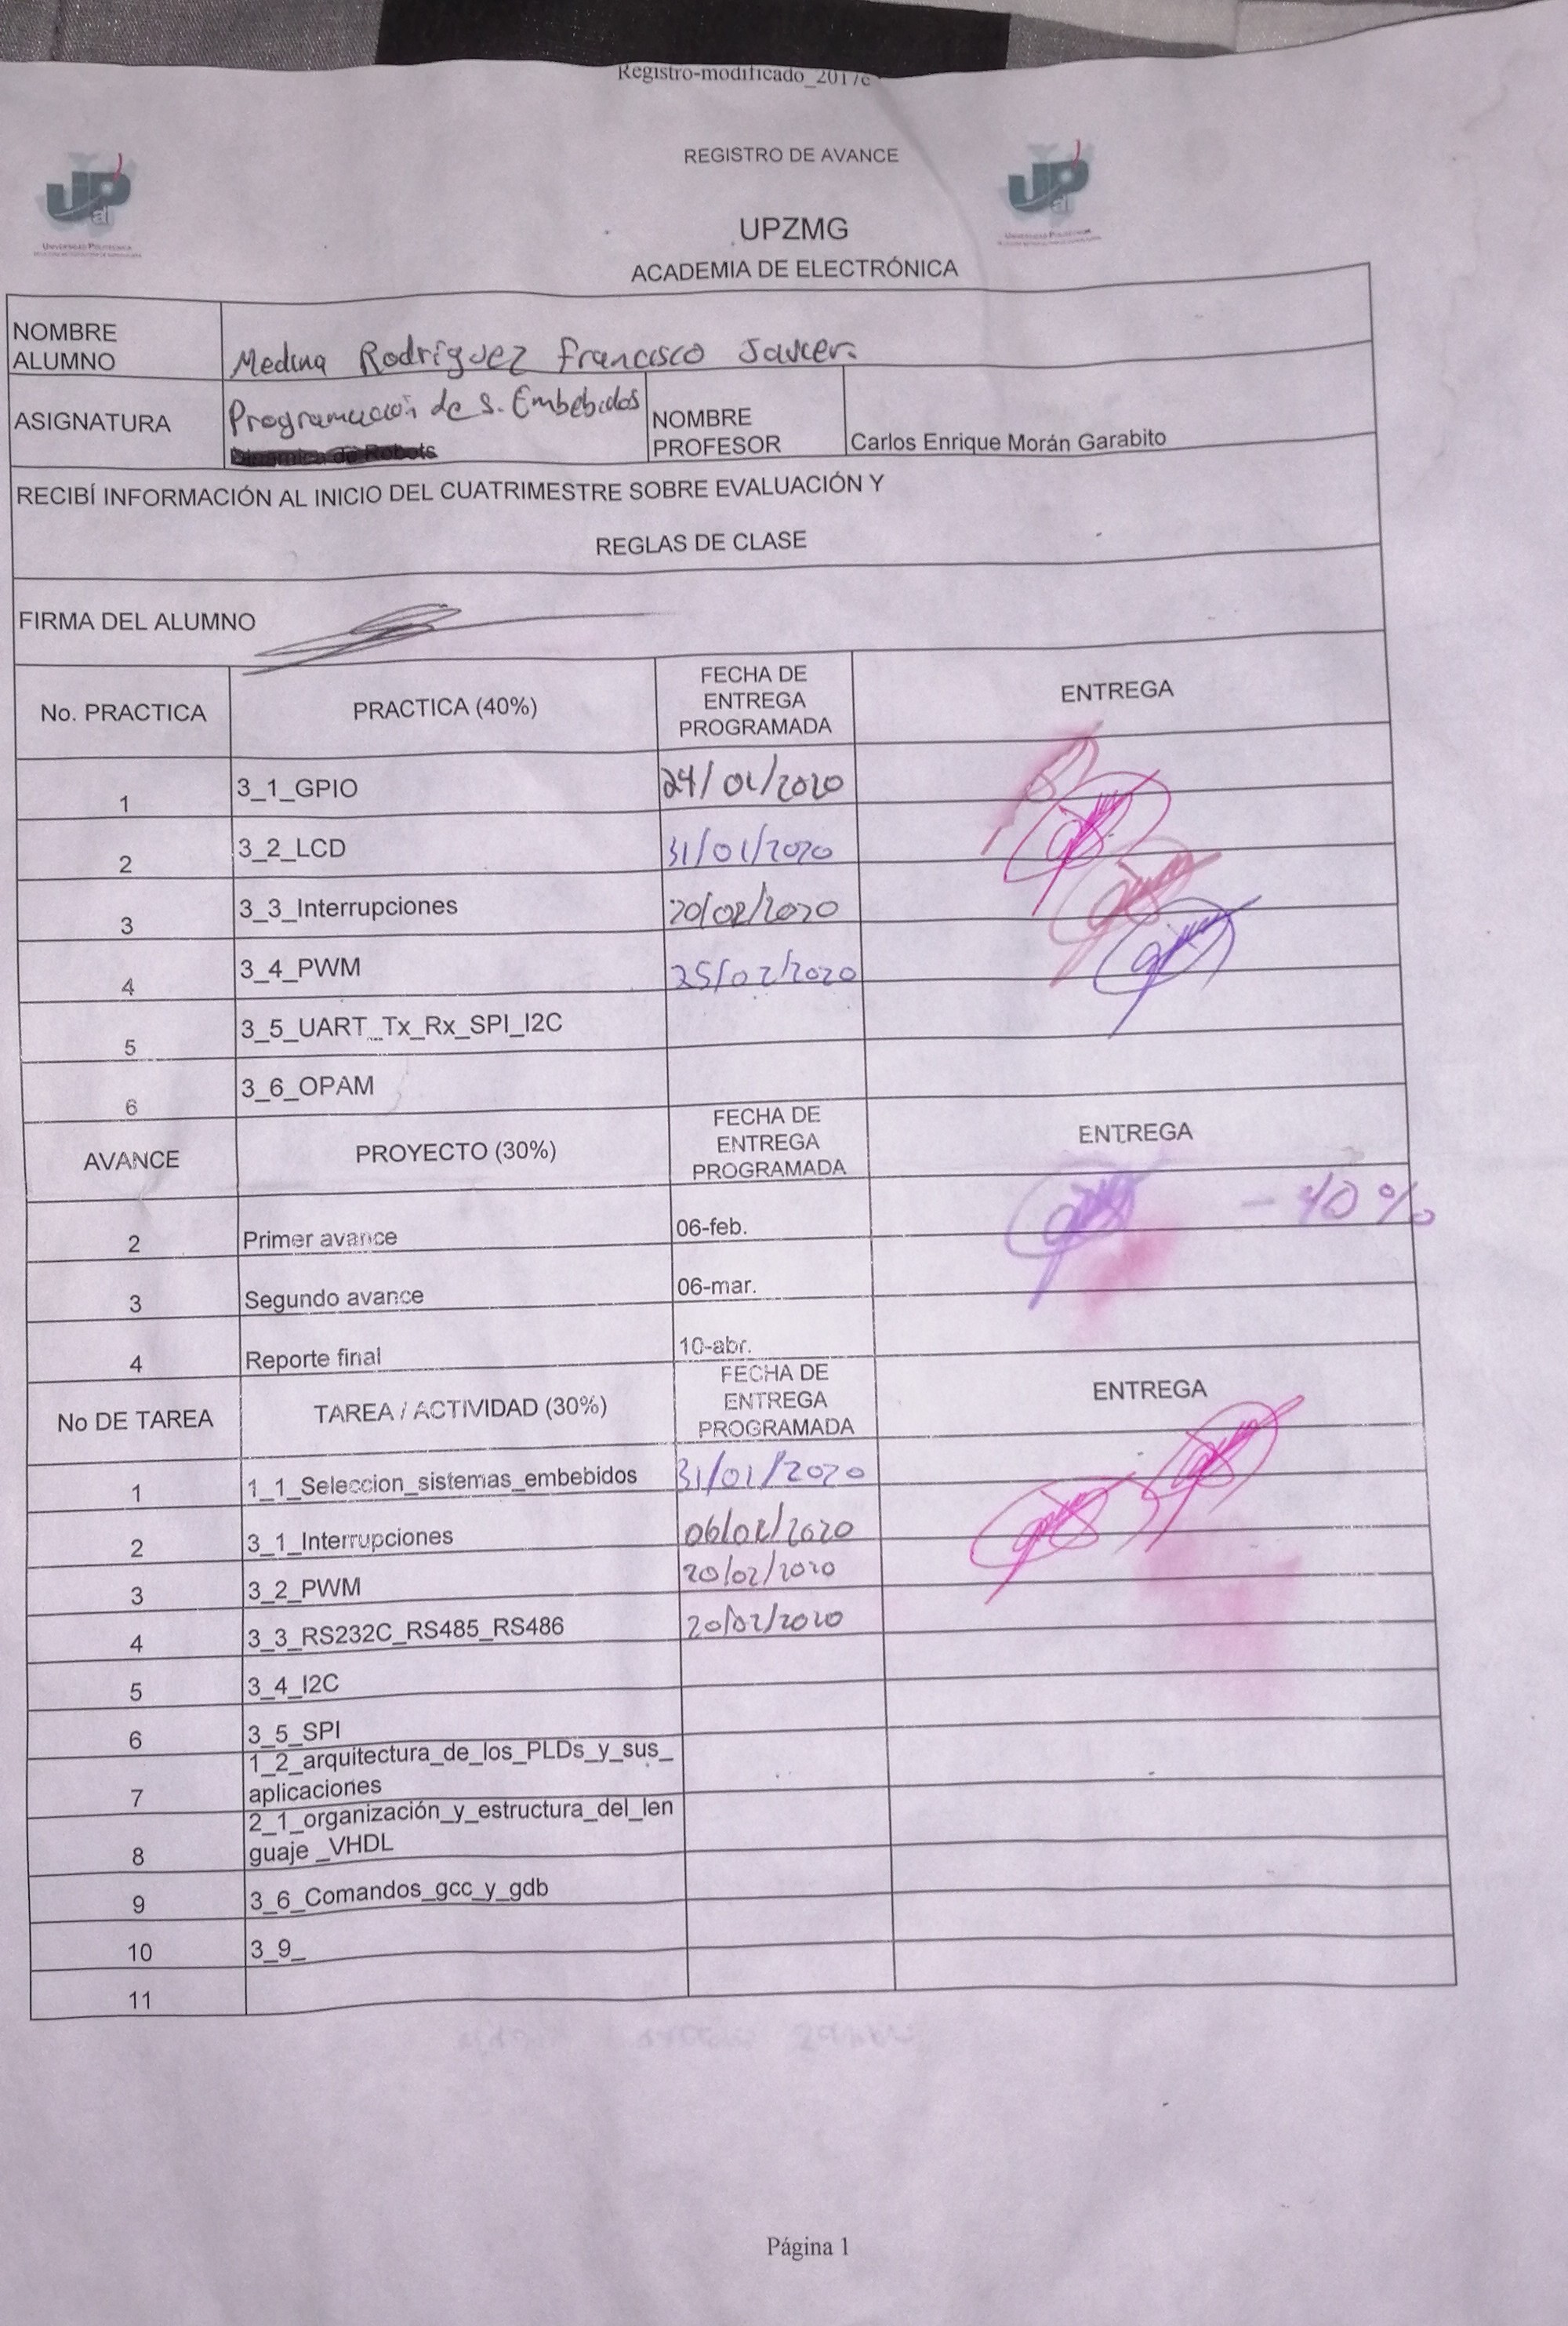 Registro-modificado_2017c
REGISTRO DE AVANCE
UPZMG
ACADEMIA DE ELECTRÓNICA
UNIVERSIDAD POLITÉCNICA
NOMBRE ALUMNO Medina Rodríguez Francisco Javier.
ASIGNATURA Programación de S. Embebidos
Dinamica de Robots
NOMBRE PROFESOR Carlos Enrique Morán Garabito
RECIBÍ INFORMACIÓN AL INICIO DEL CUATRIMESTRE SOBRE EVALUACIÓN Y
REGLAS DE CLASE
FIRMA DEL ALUMNO
No. PRACTICA PRACTICA (40%) FECHA DE ENTREGA PROGRAMADA ENTREGA
1 3_1_GPIO 24/01/2020
2 3_2_LCD 31/01/2020
3 3_3_Interrupciones 20/02/2020
4 3_4_PWM 25/02/2020
5 3_5_UART_Tx_Rx_SPI_I2C
6 3_6_OPAM
AVANCE PROYECTO (30%) FECHA DE ENTREGA PROGRAMADA ENTREGA
2 Primer avance 06-feb. - 40 %
3 Segundo avance 06-mar.
4 Reporte final 10-abr.
No DE TAREA TAREA / ACTIVIDAD (30%) FECHA DE ENTREGA PROGRAMADA ENTREGA
1 1_1_Seleccion_sistemas_embebidos 31/01/2020
2 3_1_Interrupciones 06/02/2020
3 3_2_PWM 20/02/2020
4 3_3_RS232C_RS485_RS486 20/02/2020
5 3_4_I2C
6 3_5_SPI
7 1_2_arquitectura_de_los_PLDs_y_sus_
aplicaciones
8 2_1_organización_y_estructura_del_len
guaje _VHDL
9 3_6_Comandos_gcc_y_gdb
10 3_9_
11
Página 1